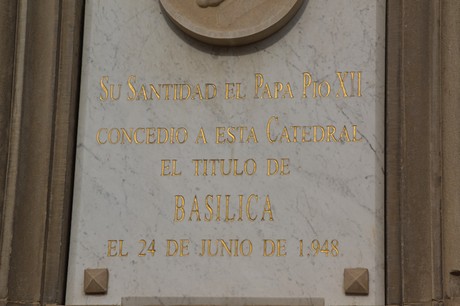 SU SANTIDAD EL PAPA PIO XII
CONCEDIO A ESTA CATEDRAL
EL TITULO DE
BASILICA
EL 24 DE JUNIO DE 1.948.